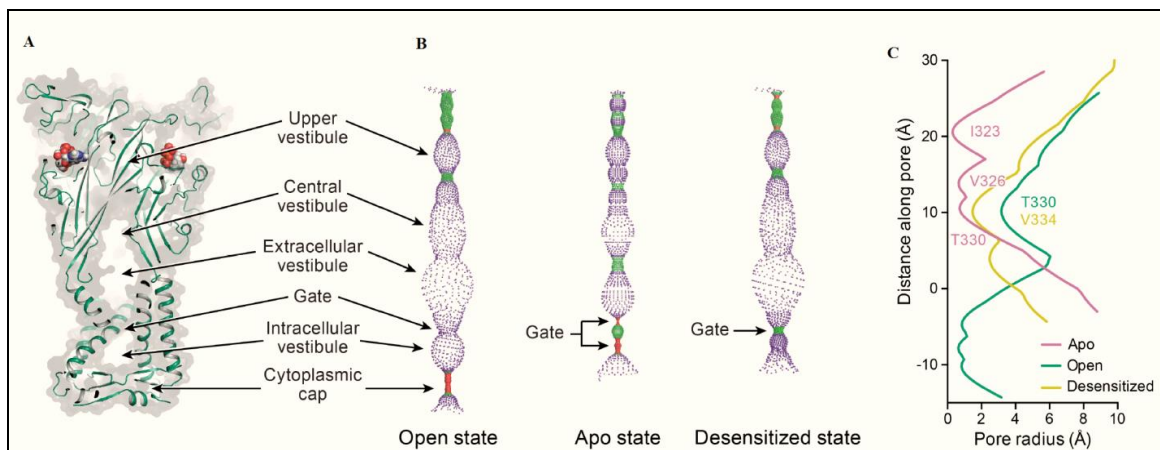 A
B
C
Upper
vestibule
Central
vestibule
Extracellular
vestibule
Gate
Intracellular
vestibule
Cytoplasmic
cap
Gate
Gate
Open state
Apo state
Desensitized state
Distance along pore (Å)
30
20
10
0
-10
I323
V326
T330
V334
T330
Apo
Open
Desensitized
0
2
4
6
8
10
Pore radius (Å)